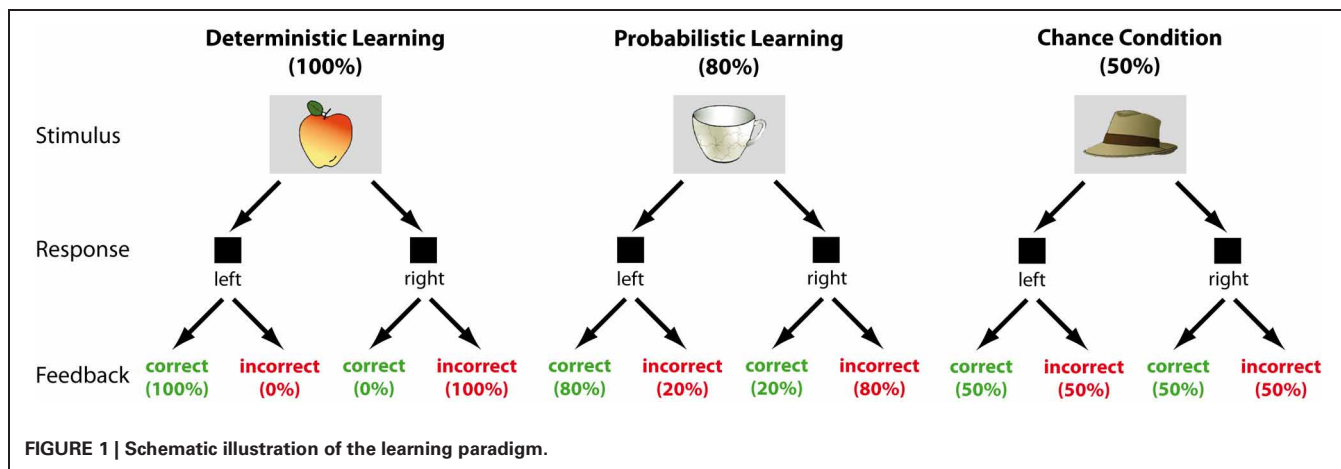 Deterministic Learning
(100%)
Probabilistic Learning
(80%)
Chance Condition
(50%)
Stimulus
Response
left
right
left
right
left
right
Feedback
correct
(100%)
incorrect
(0%)
correct
(0%)
incorrect
(100%)
correct
(80%)
incorrect
(20%)
correct
(20%)
incorrect
(80%)
correct
(50%)
incorrect
(50%)
correct
(50%)
incorrect
(50%)
FIGURE 1 | Schematic illustration of the learning paradigm.